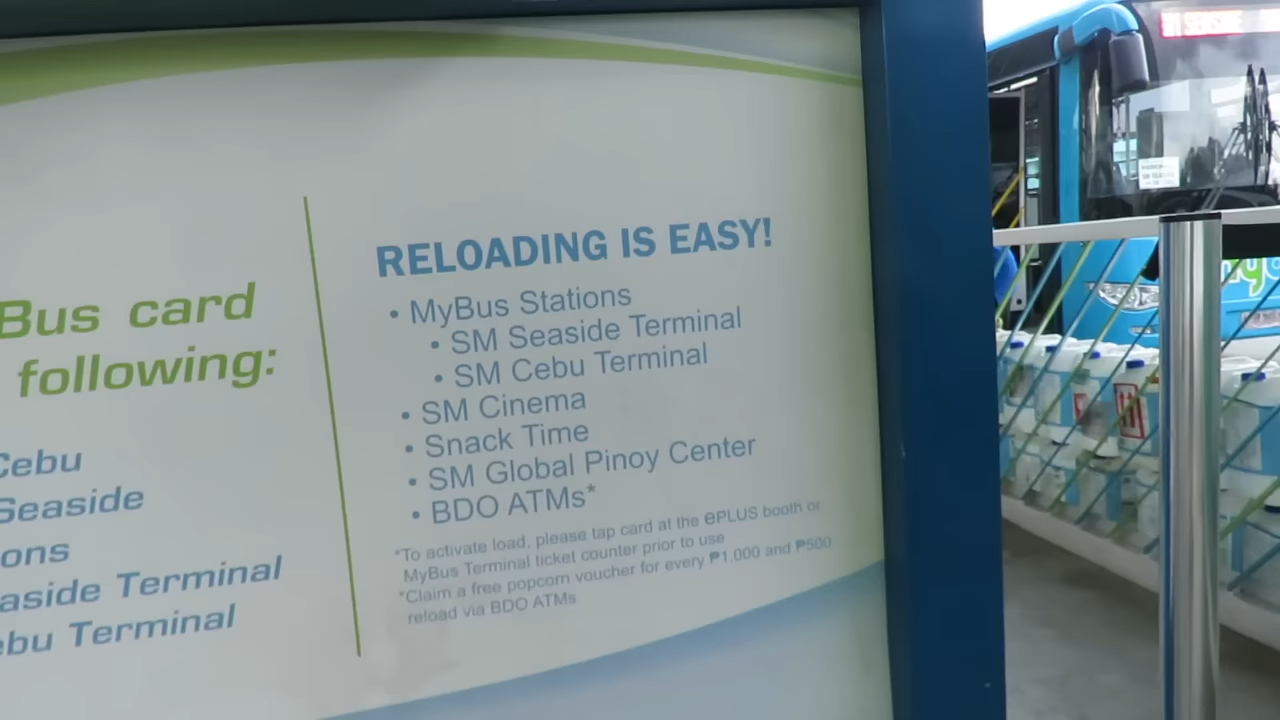 Bus card
following:
Cebu
Seaside
ons
aside Terminal
ebu Terminal
RELOADING IS EASY!
• MyBus Stations
• SM Seaside Terminal
• SM Cebu Terminal
• SM Cinema
• Snack Time
• SM Global Pinoy Center
• BDO ATMs*
*To activate load, please tap card at the ePLUS booth or
MyBus Terminal ticket counter prior to use
*Claim a free popcorn voucher for every ₱1,000 and ₱500
reload via BDO ATMs